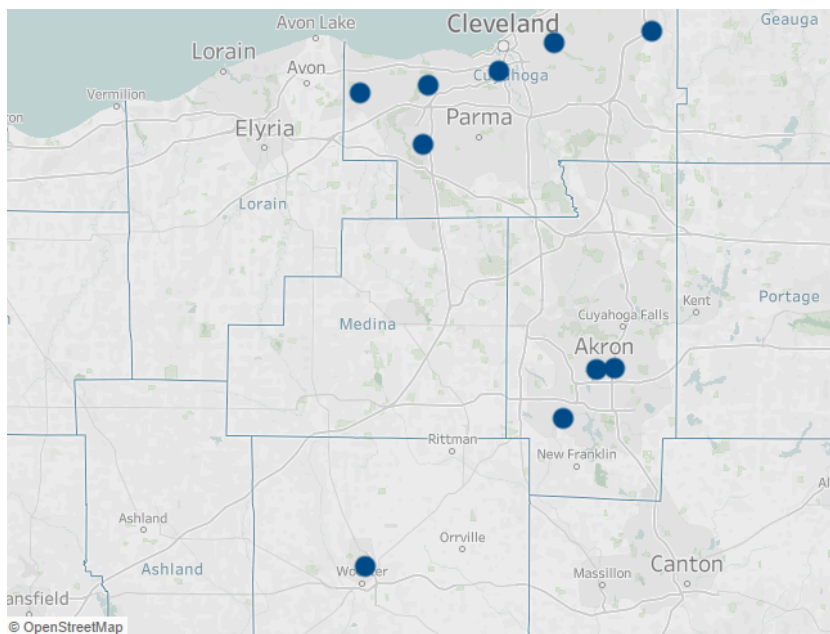 Cleveland
Geauga
Avon Lake
Lorain
Avon
Cuyahoga
Vermilion
Parma
Elyria
Lorain
Kent
Portage
Cuyahoga Falls
Medina
Akron
Rittman
New Franklin
Ashland
Orrville
Ashland
Canton
Massillon
© OpenStreetMap